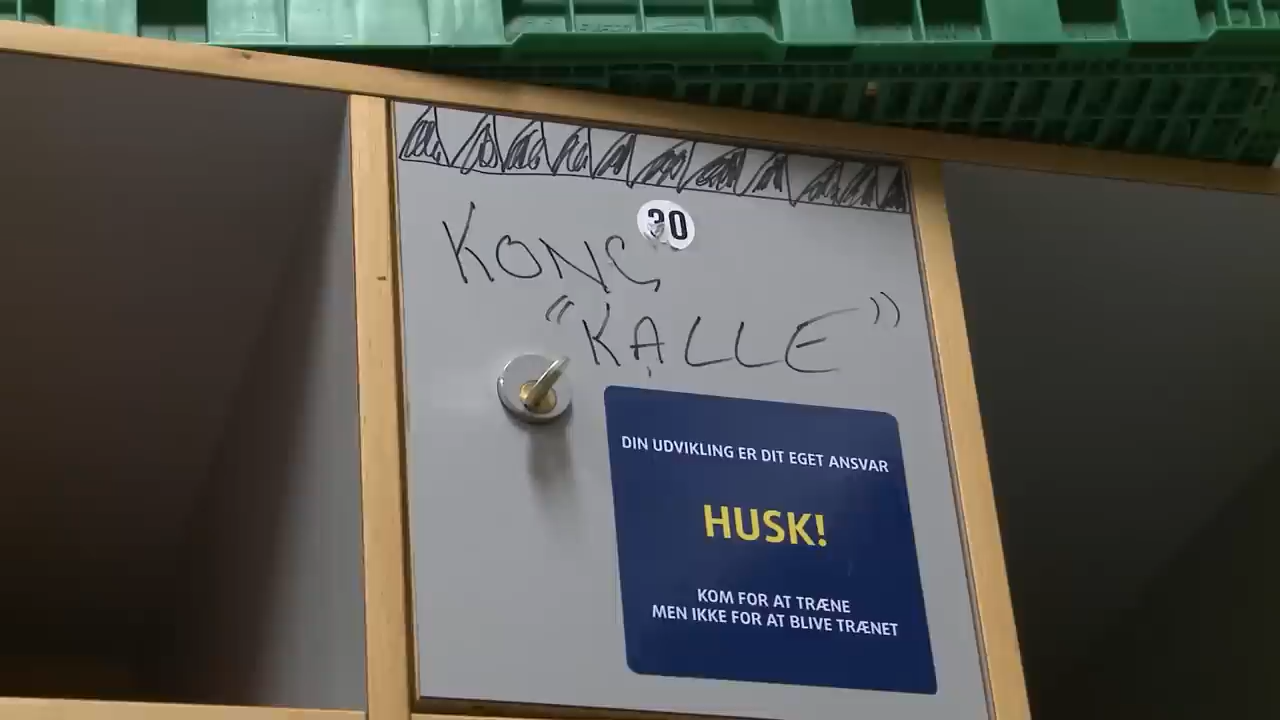 30
KONG
"KALLE"
DIN UDVIKLING ER DIT EGET ANSVAR
HUSK!
KOM FOR AT TRÆNE
MEN IKKE FOR AT BLIVE TRÆNET